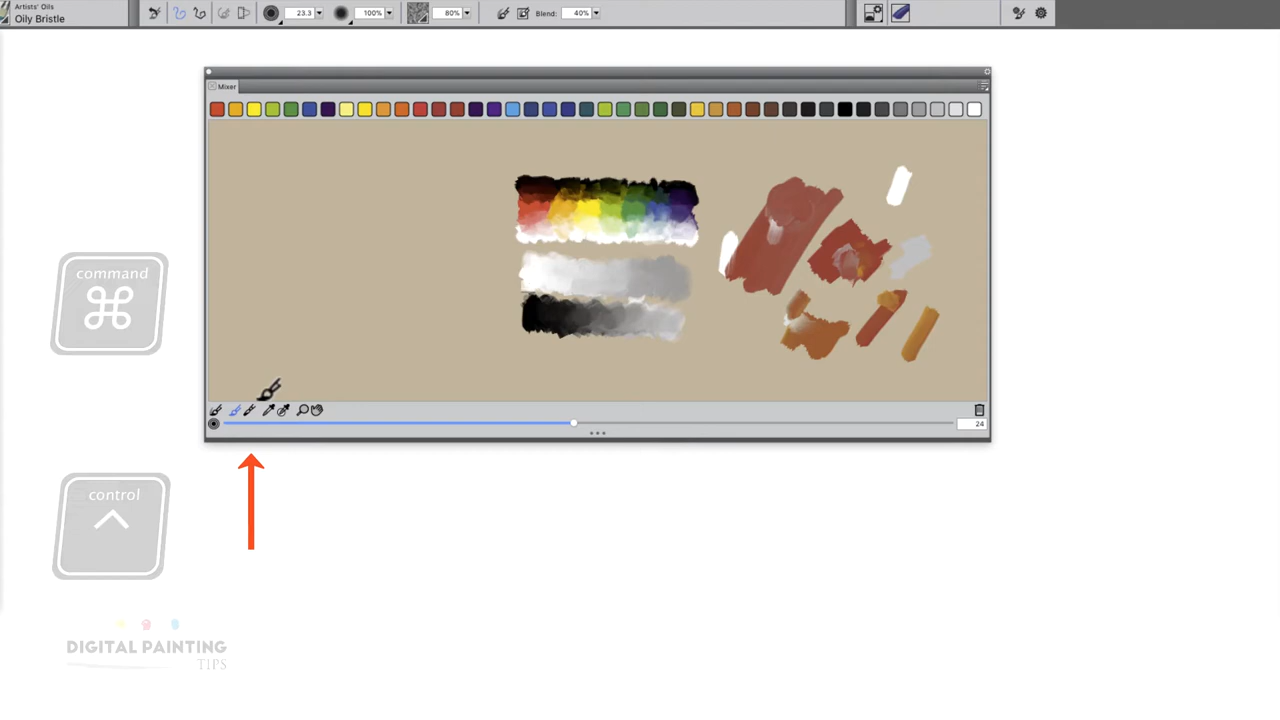 Artists' Oils
Oily Bristle
23.3
100%
80%
Blend: 40%
Mixer
24
command
control
DIGITAL PAINTING
TIPS